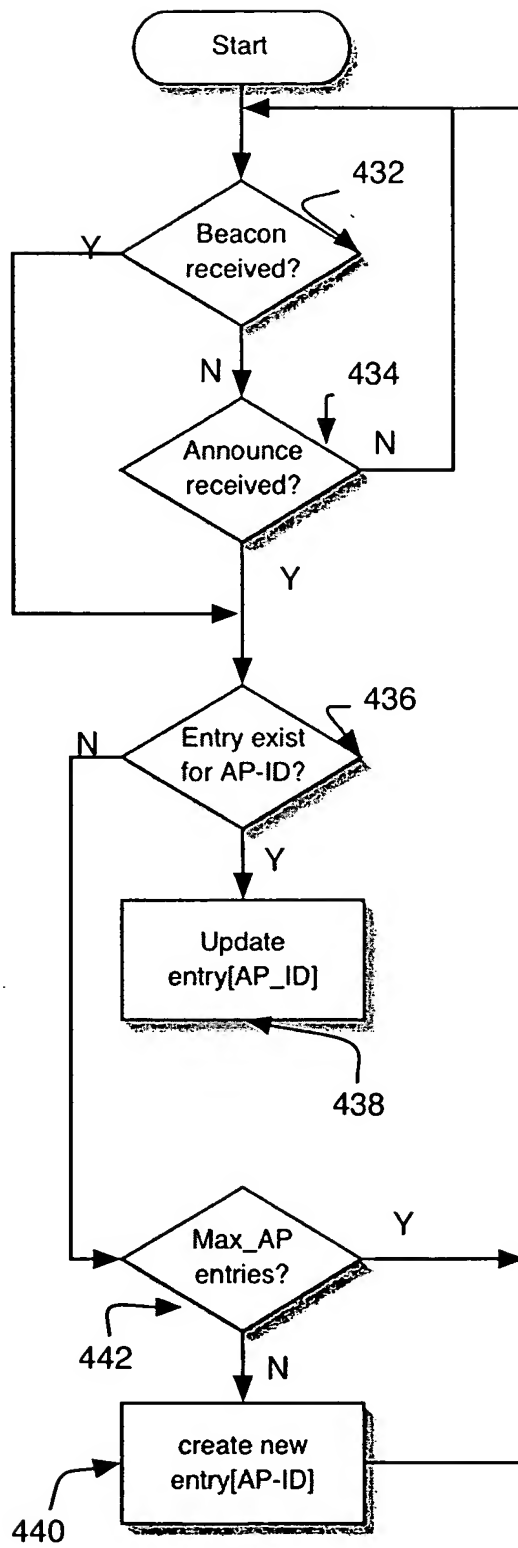 Start
432
Beacon
received?
Y
N
434
Announce
received?
N
Y
436
Entry exist
for AP-ID?
N
Y
Update
entry[AP_ID]
438
Max_AP
entries?
Y
442
N
create new
entry[AP-ID]
440